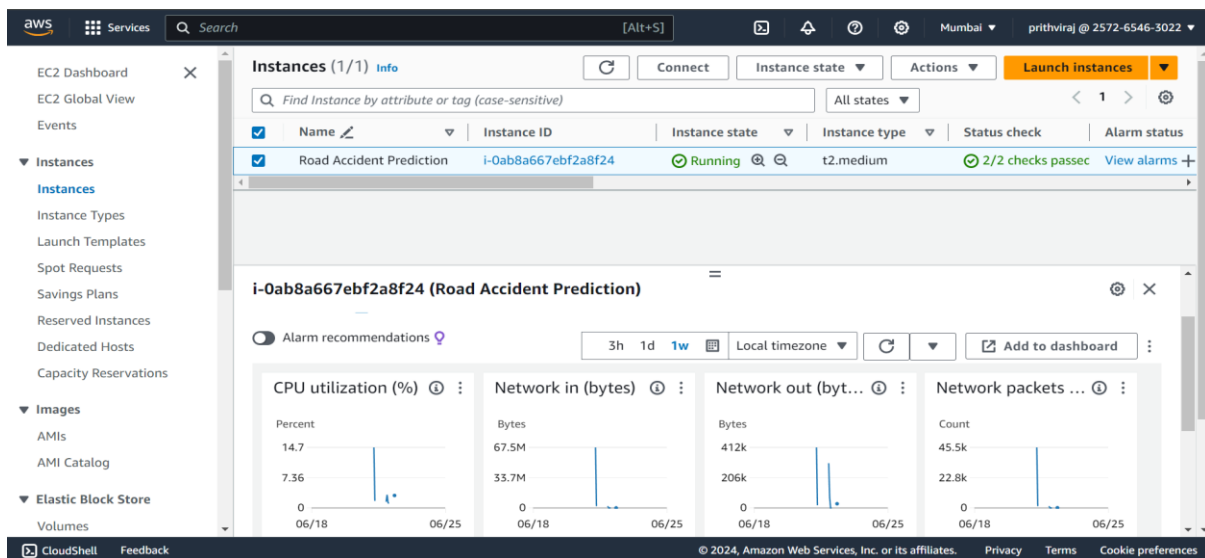 aws Services Search [Alt+S] Mumbai ▼ prithviraj @ 2572-6546-3022 ▼
EC2 Dashboard
EC2 Global View
Events
▼ Instances
Instances
Instance Types
Launch Templates
Spot Requests
Savings Plans
Reserved Instances
Dedicated Hosts
Capacity Reservations
▼ Images
AMIs
AMI Catalog
▼ Elastic Block Store
Volumes
Instances (1/1) Info Connect Instance state ▼ Actions ▼ Launch instances ▼
Find Instance by attribute or tag (case-sensitive) All states ▼ < 1 >
Name Instance ID Instance state Instance type Status check Alarm status
Road Accident Prediction i-0ab8a667ebf2a8f24 Running t2.medium 2/2 checks passec View alarms +
i-0ab8a667ebf2a8f24 (Road Accident Prediction)
Alarm recommendations 3h 1d 1w Local timezone ▼ Add to dashboard
CPU utilization (%)
Percent
14.7
7.36
0
06/18 06/25
Network in (bytes)
Bytes
67.5M
33.7M
0
06/18 06/25
Network out (byt...
Bytes
412k
206k
0
06/18 06/25
Network packets ...
Count
45.5k
22.8k
0
06/18 06/25
CloudShell Feedback © 2024, Amazon Web Services, Inc. or its affiliates. Privacy Terms Cookie preferences